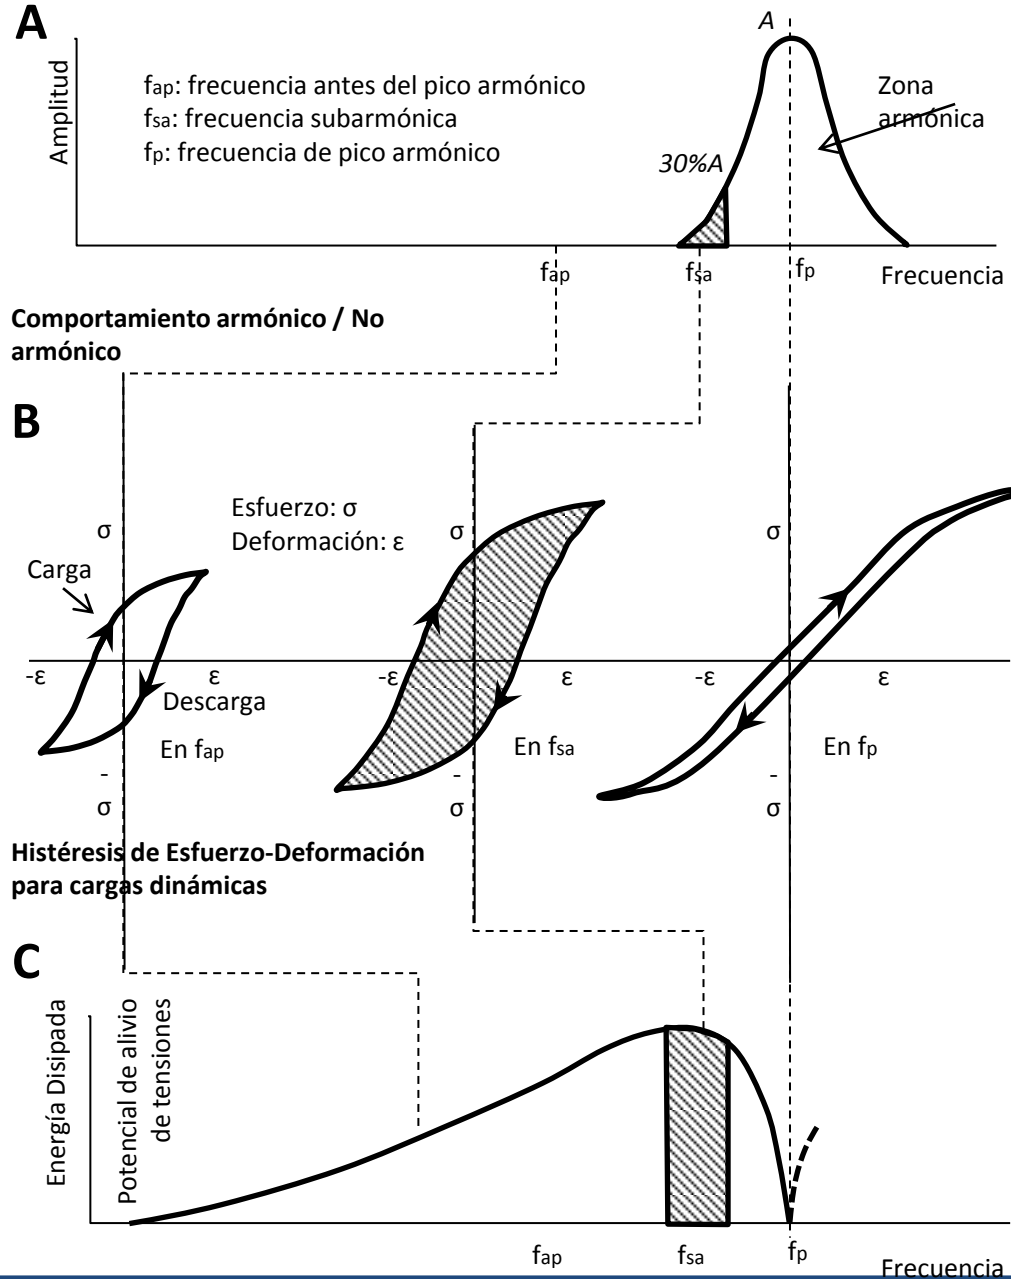 A
A
Amplitud
fap: frecuencia antes del pico armónico
fsa: frecuencia subarmónica
fp: frecuencia de pico armónico
Zona
armónica
30%A
fap
fsa
fp
Frecuencia
Comportamiento armónico / No
armónico
B
Esfuerzo: σ
Deformación: ε
σ
σ
σ
Carga
-ε
ε
-ε
ε
-ε
ε
Descarga
En fap
En fsa
En fp
-
σ
-
σ
-
σ
Histéresis de Esfuerzo-Deformación
para cargas dinámicas
C
Energía Disipada
Potencial de alivio
de tensiones
fap
fsa
fp
Frecuencia